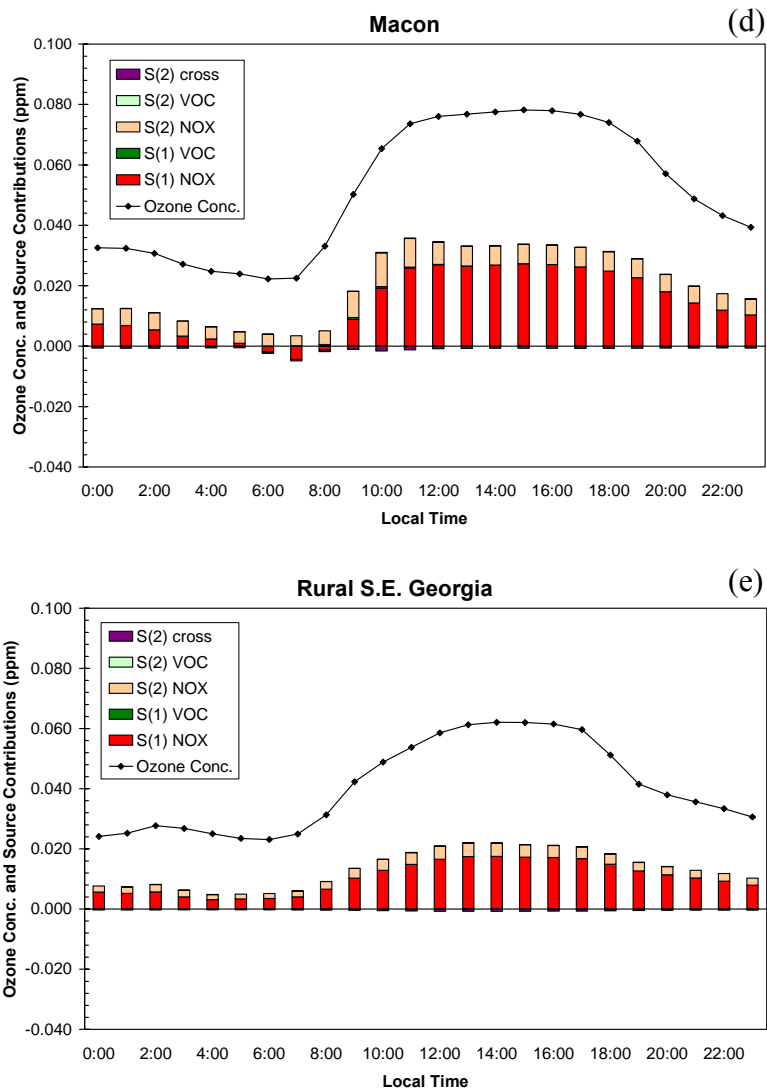 Macon
(d)
Ozone Conc. and Source Contributions (ppm)
0.100
0.080
0.060
0.040
0.020
0.000
-0.020
-0.040
S(2) cross
S(2) VOC
S(2) NOX
S(1) VOC
S(1) NOX
Ozone Conc.
0:00 2:00 4:00 6:00 8:00 10:00 12:00 14:00 16:00 18:00 20:00 22:00
Local Time
Rural S.E. Georgia
(e)
Ozone Conc. and Source Contributions (ppm)
0.100
0.080
0.060
0.040
0.020
0.000
-0.020
-0.040
S(2) cross
S(2) VOC
S(2) NOX
S(1) VOC
S(1) NOX
Ozone Conc.
0:00 2:00 4:00 6:00 8:00 10:00 12:00 14:00 16:00 18:00 20:00 22:00
Local Time